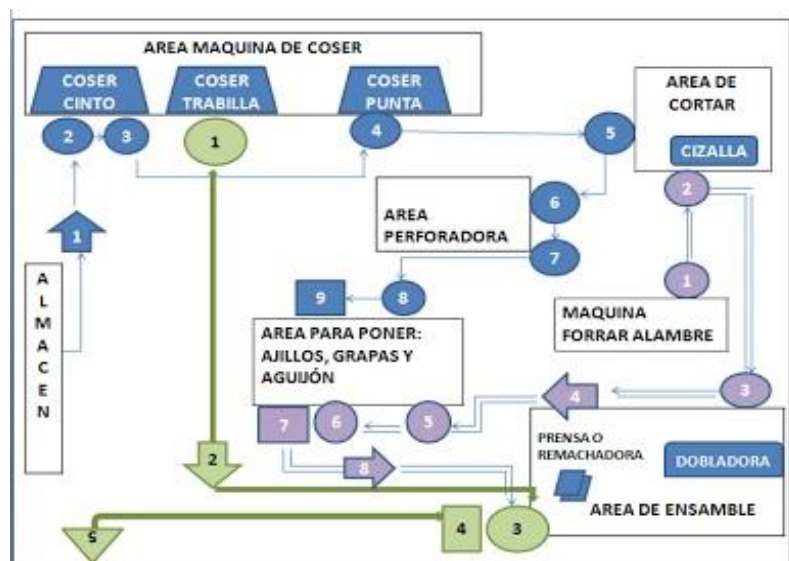 AREA MAQUINA DE COSER
COSER
CINTO
COSER
TRABILLA
COSER
PUNTA
AREA DE
CORTAR
CIZALLA
2
3
1
4
5
2
6
AREA
PERFORADORA
7
1
ALMACEN
9
8
1
MAQUINA
FORRAR ALAMBRE
AREA PARA PONER:
AJILLOS, GRAPAS Y
AGUIJÓN
7
6
5
4
3
8
2
PRENSA O
REMACHADORA
DOBLADORA
AREA DE ENSAMBLE
5
4
3